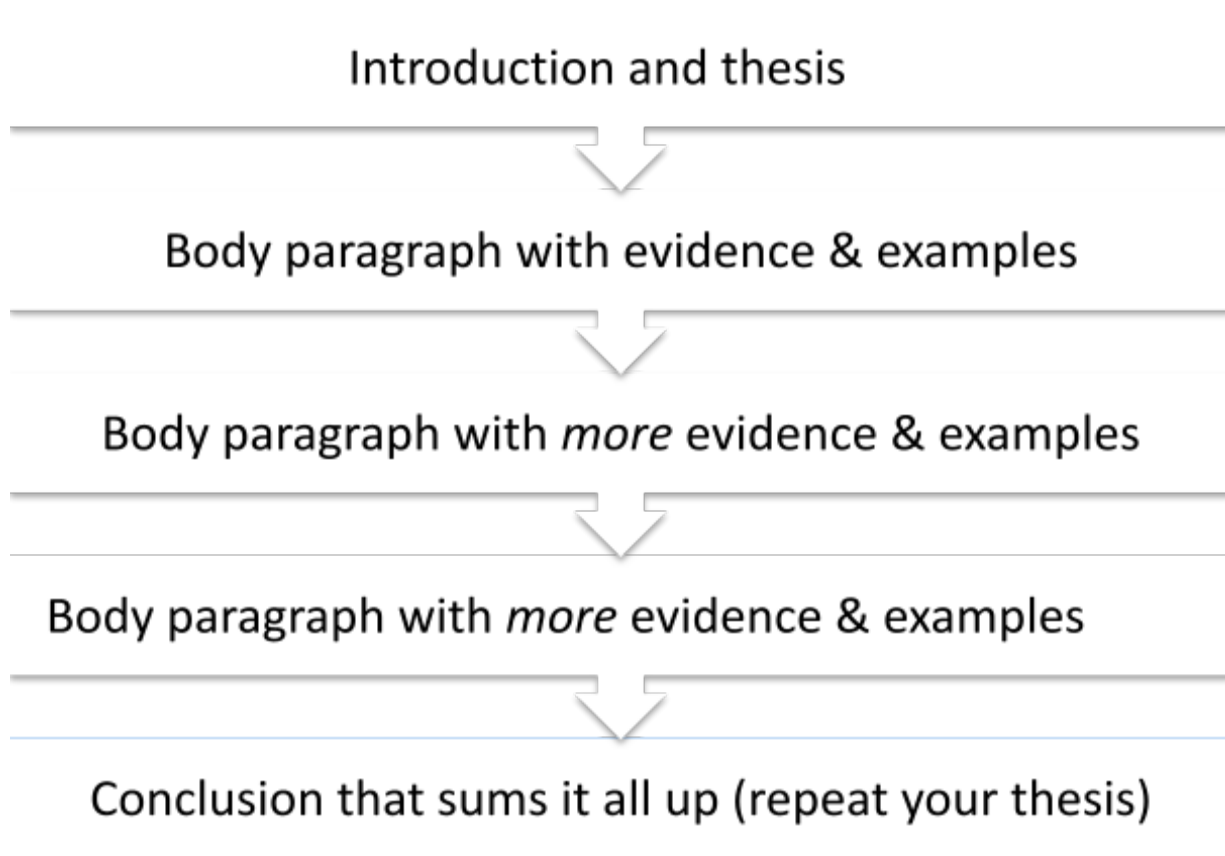 Introduction and thesis
Body paragraph with evidence & examples
Body paragraph with more evidence & examples
Body paragraph with more evidence & examples
Conclusion that sums it all up (repeat your thesis)